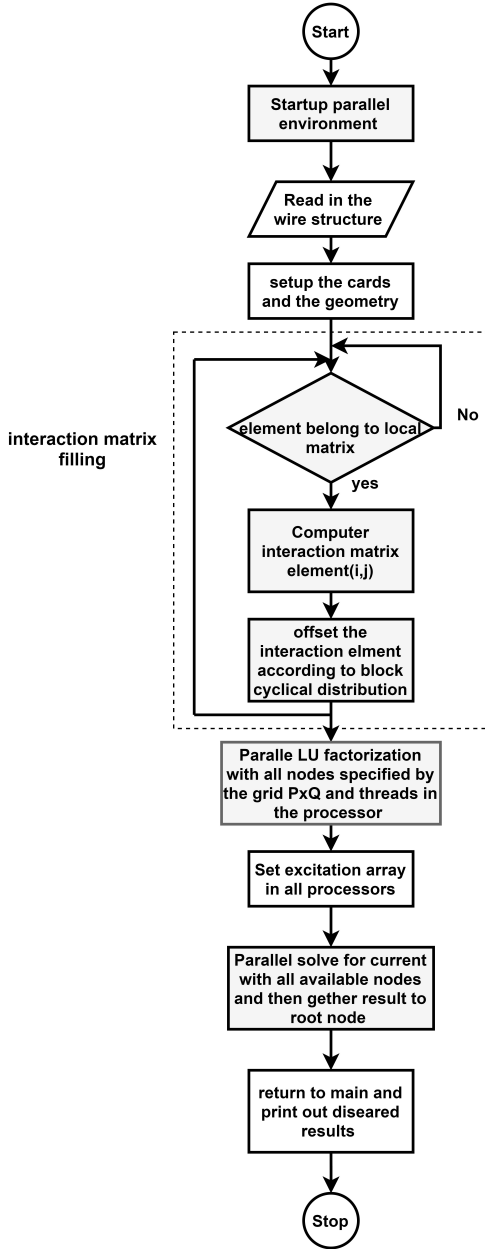 Start
Startup parallel
environment
Read in the
wire structure
setup the cards
and the geometry
interaction matrix
filling
element belong to local
matrix
No
yes
Computer
interaction matrix
element(i,j)
offset the
interaction elment
according to block
cyclical distribution
Paralle LU factorization
with all nodes specified by
the grid PxQ and threads in
the processor
Set excitation array
in all processors
Parallel solve for current
with all available nodes
and then gether result to
root node
return to main and
print out diseared
results
Stop